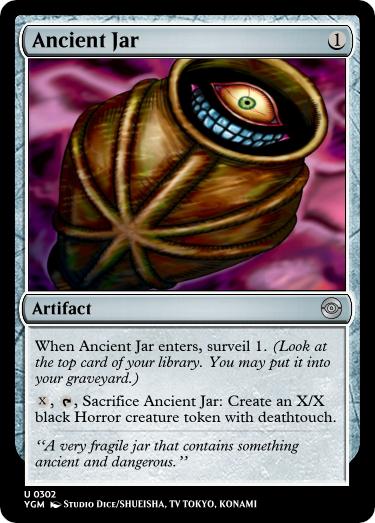 Ancient Jar 1
Artifact
When Ancient Jar enters, surveil 1. (Look at
the top card of your library. You may put it into
your graveyard.)
X, T, Sacrifice Ancient Jar: Create an X/X
black Horror creature token with deathtouch.
“A very fragile jar that contains something
ancient and dangerous.”
U 0302
YGM Studio Dice/SHUEISHA, TV TOKYO, KONAMI